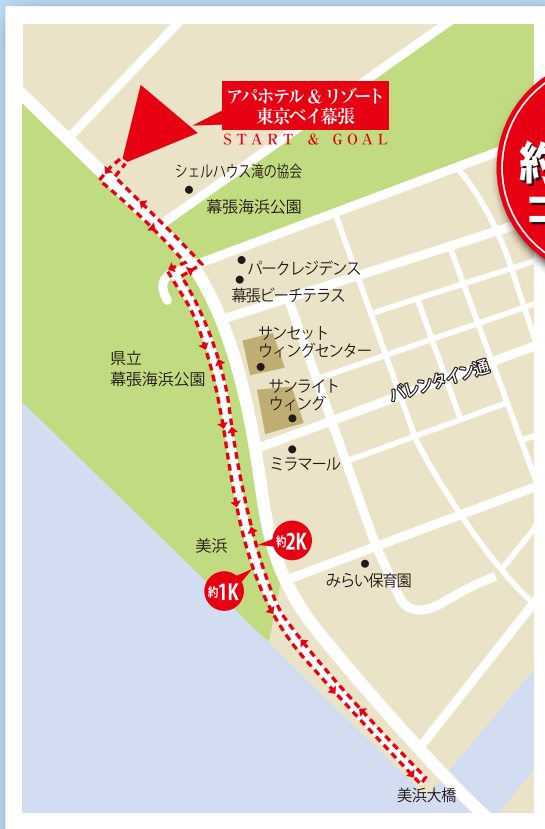 アパホテル＆リゾート
東京ベイ幕張
START & GOAL
シェルハウス滝の協会
幕張海浜公園
パークレジデンス
幕張ビーチテラス
サンセット
ウィングセンター
県立
幕張海浜公園
サンライト
ウィング
バレンタイン通
ミラマール
美浜
約2K
約1K
みらい保育園
美浜大橋